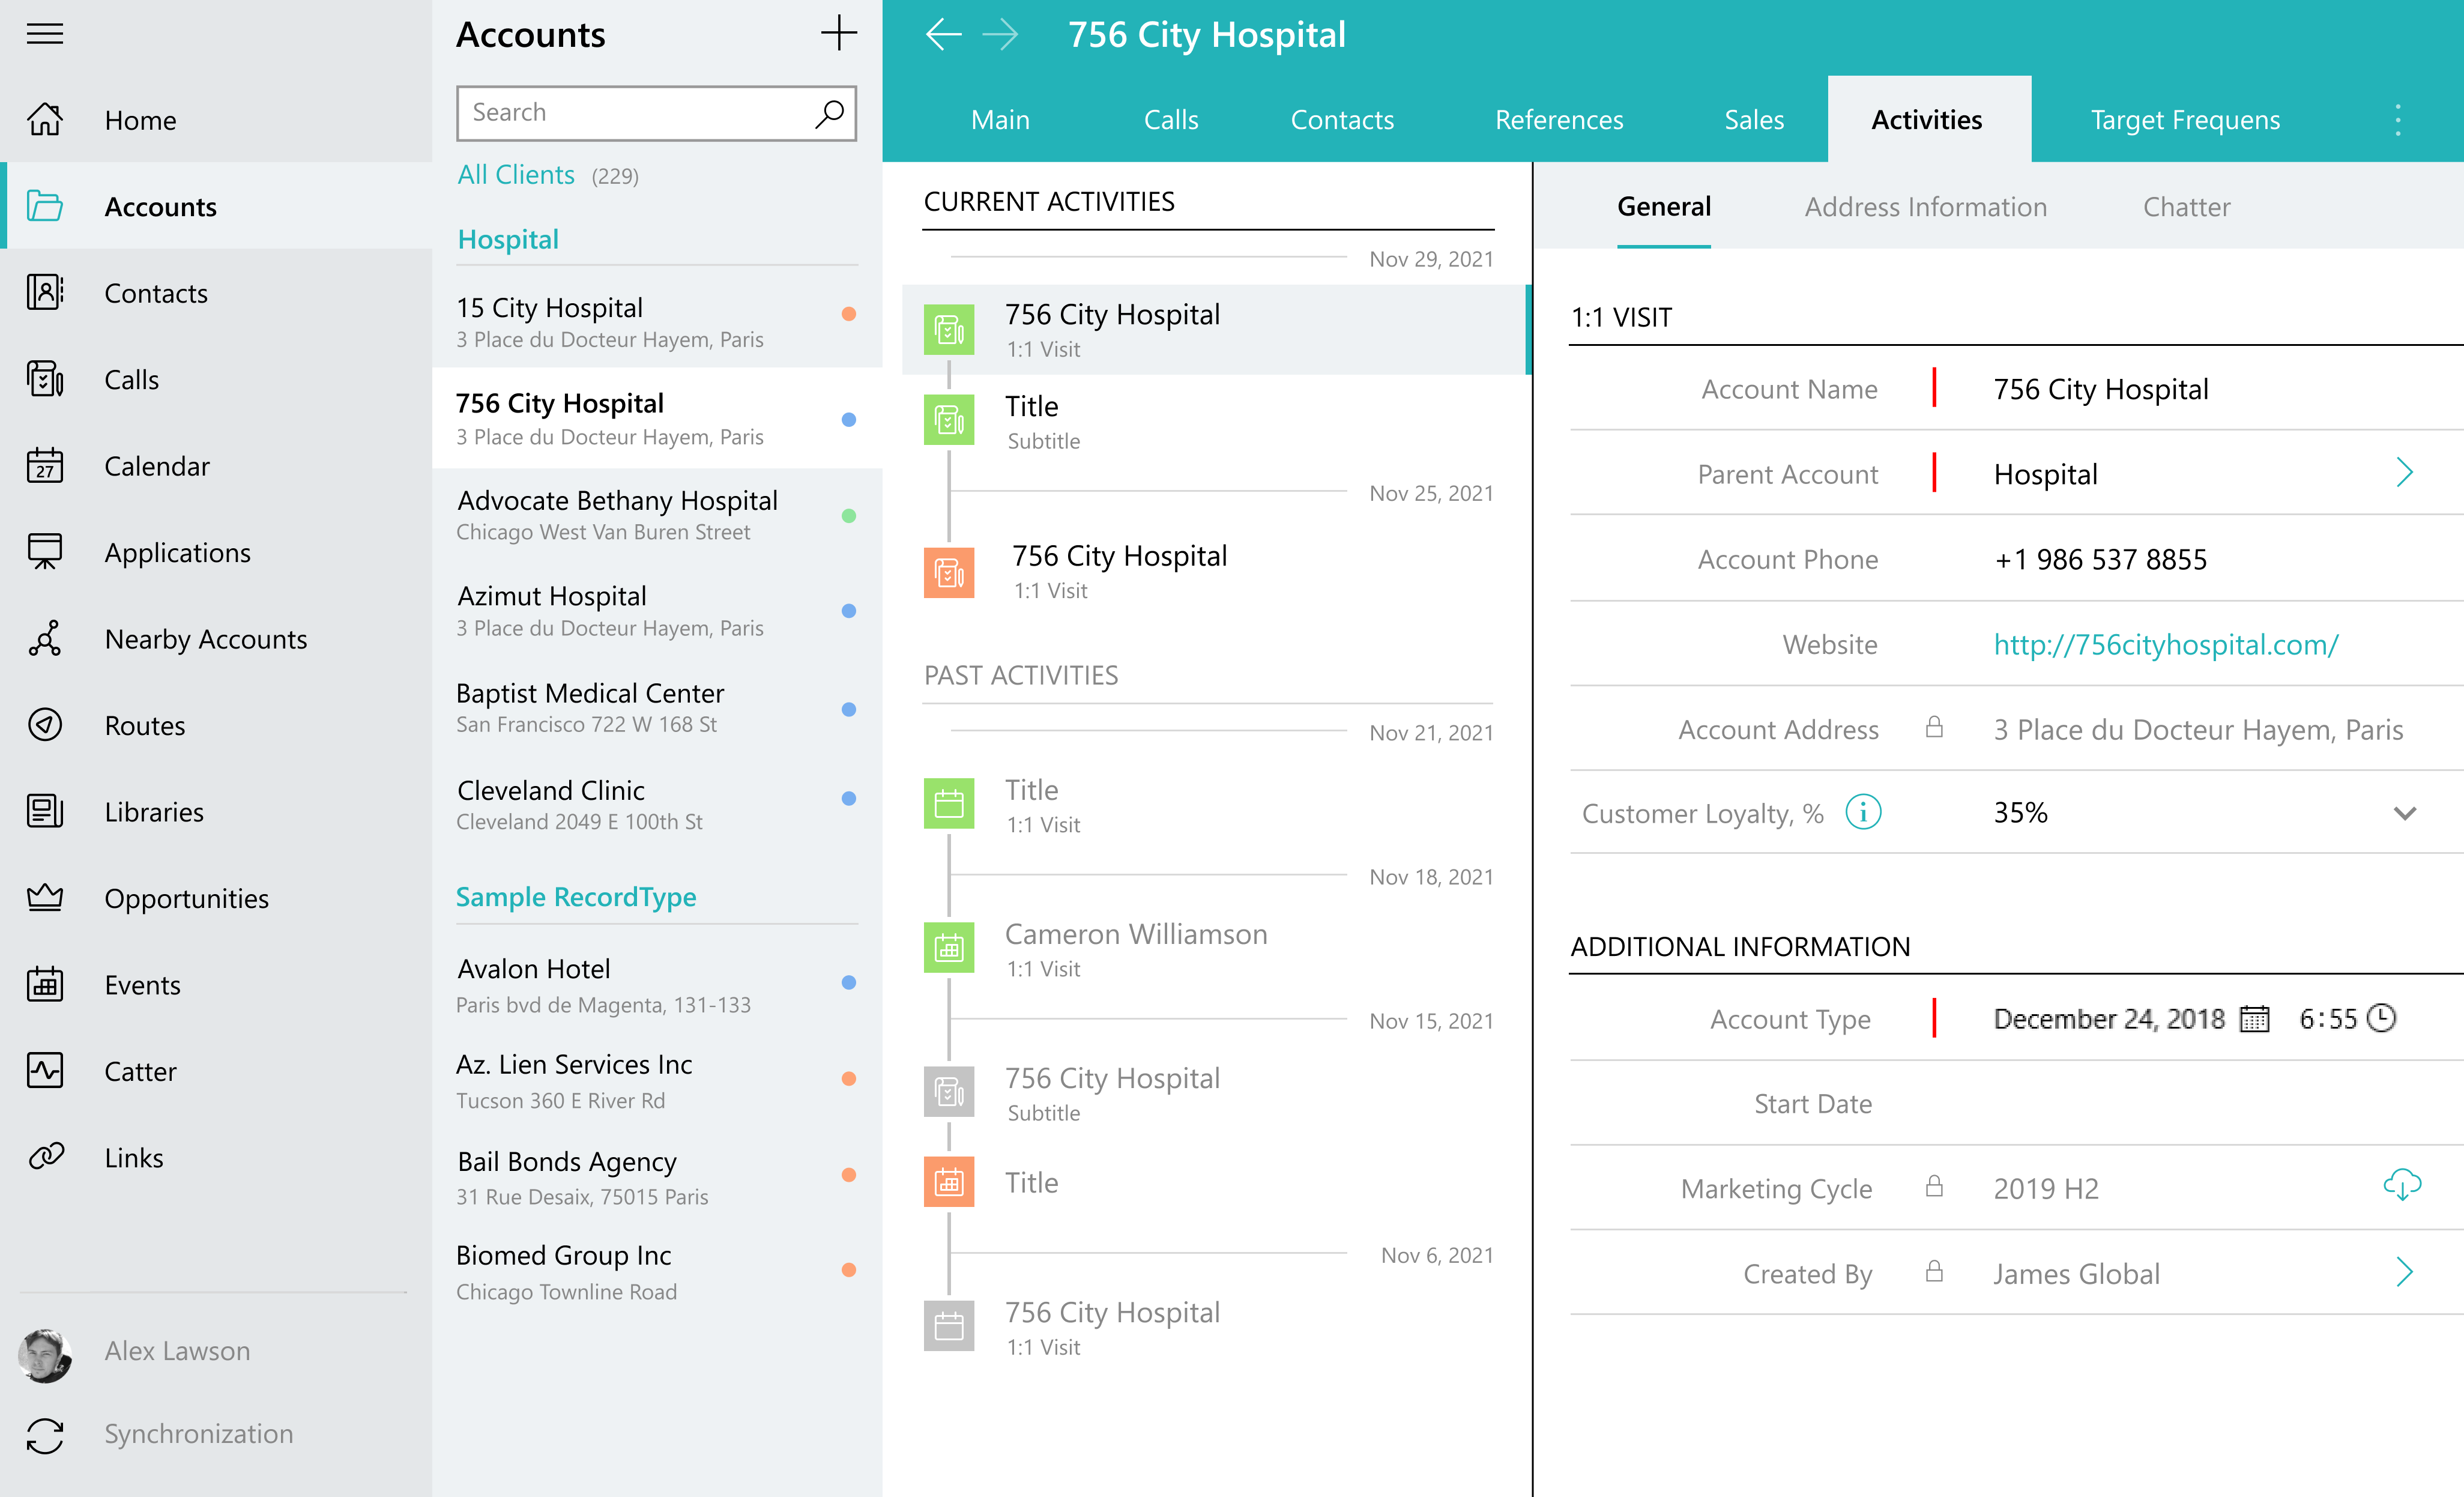 Home
Accounts
Contacts
Calls
27
Calendar
Applications
Nearby Accounts
Routes
Libraries
Opportunities
Events
Catter
Links
Alex Lawson
Synchronization
Accounts
Search
All Clients (229)
Hospital
15 City Hospital
3 Place du Docteur Hayem, Paris
756 City Hospital
3 Place du Docteur Hayem, Paris
Advocate Bethany Hospital
Chicago West Van Buren Street
Azimut Hospital
3 Place du Docteur Hayem, Paris
Baptist Medical Center
San Francisco 722 W 168 St
Cleveland Clinic
Cleveland 2049 E 100th St
Sample RecordType
Avalon Hotel
Paris bvd de Magenta, 131-133
Az. Lien Services Inc
Tucson 360 E River Rd
Bail Bonds Agency
31 Rue Desaix, 75015 Paris
Biomed Group Inc
Chicago Townline Road
756 City Hospital
Main Calls Contacts References Sales Activities Target Frequens
CURRENT ACTIVITIES
Nov 29, 2021
756 City Hospital
1:1 Visit
Title
Subtitle
Nov 25, 2021
756 City Hospital
1:1 Visit
PAST ACTIVITIES
Nov 21, 2021
Title
1:1 Visit
Nov 18, 2021
Cameron Williamson
1:1 Visit
Nov 15, 2021
756 City Hospital
Subtitle
Title
Nov 6, 2021
756 City Hospital
1:1 Visit
General Address Information Chatter
1:1 VISIT
Account Name 756 City Hospital
Parent Account Hospital
Account Phone +1 986 537 8855
Website http://756cityhospital.com/
Account Address 3 Place du Docteur Hayem, Paris
Customer Loyalty, % i 35%
ADDITIONAL INFORMATION
Account Type December 24, 2018 6:55
Start Date
Marketing Cycle 2019 H2
Created By James Global